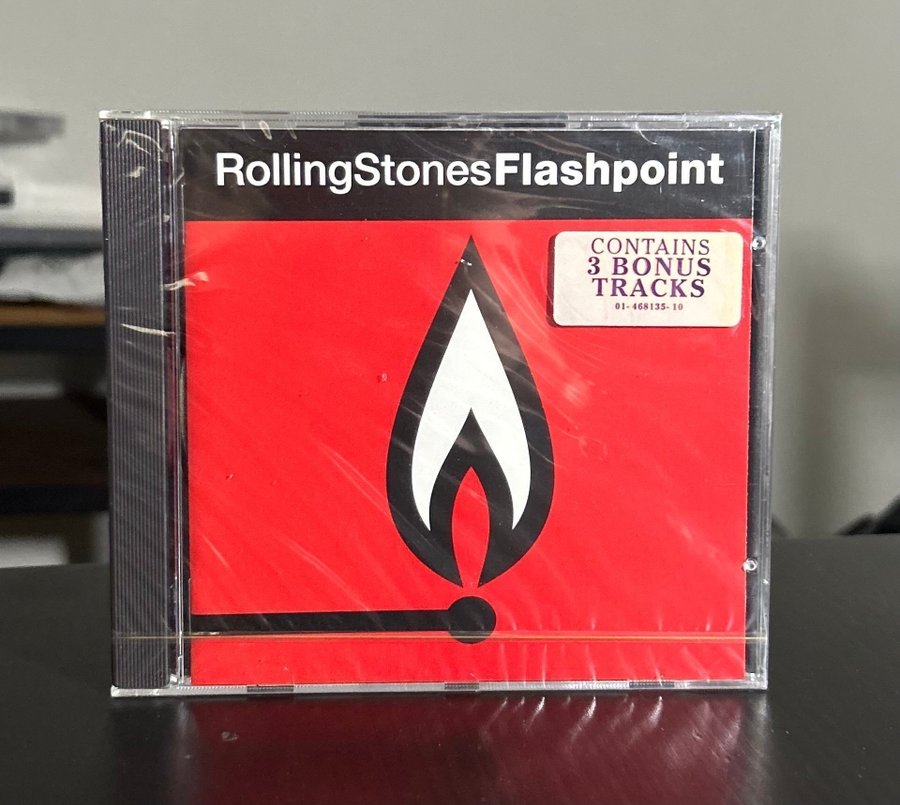 RollingStonesFlashpoint
CONTAINS
3 BONUS
TRACKS
01-468135-10